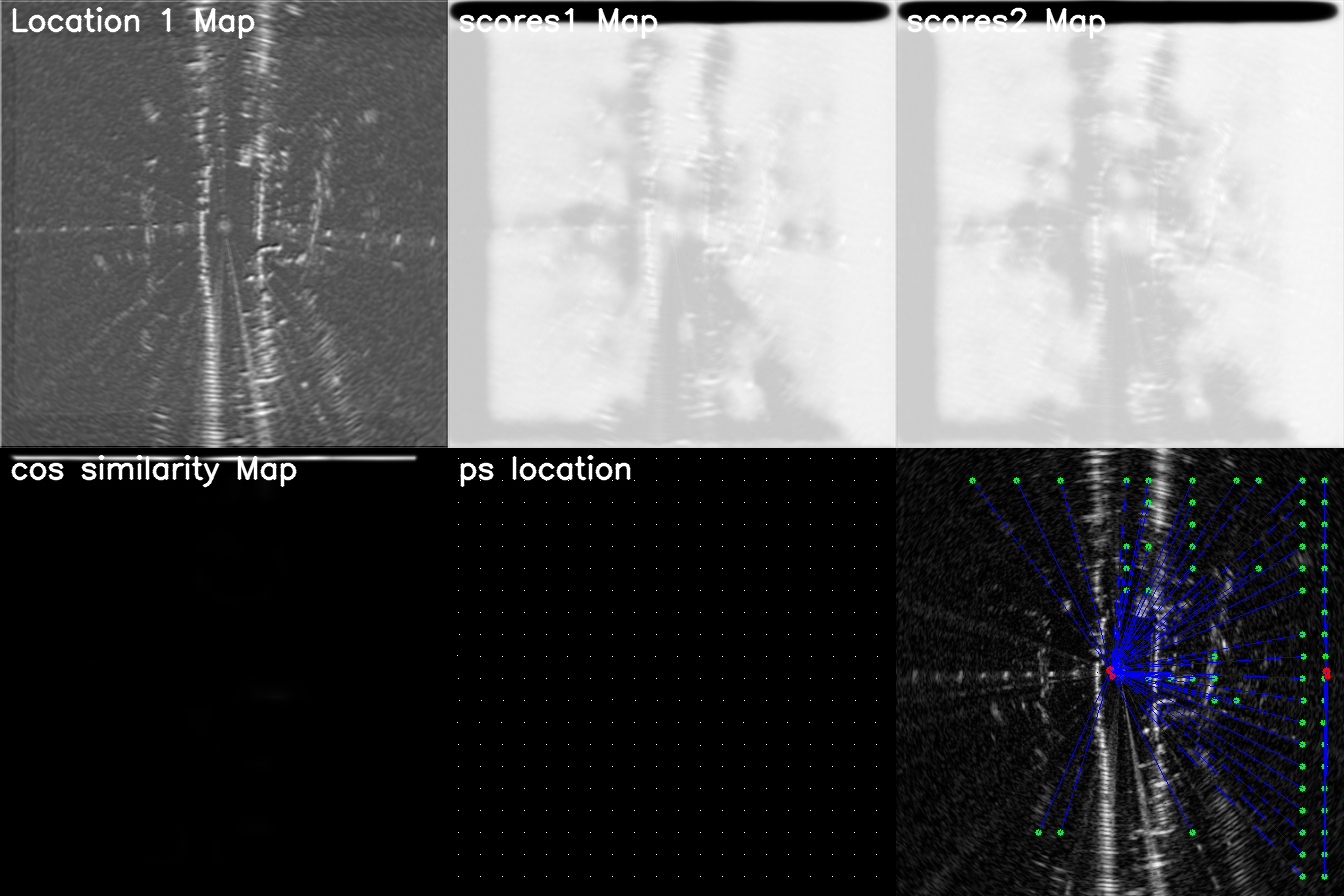 Location 1 Map
scores1 Map
scores2 Map
cos similarity Map
ps location